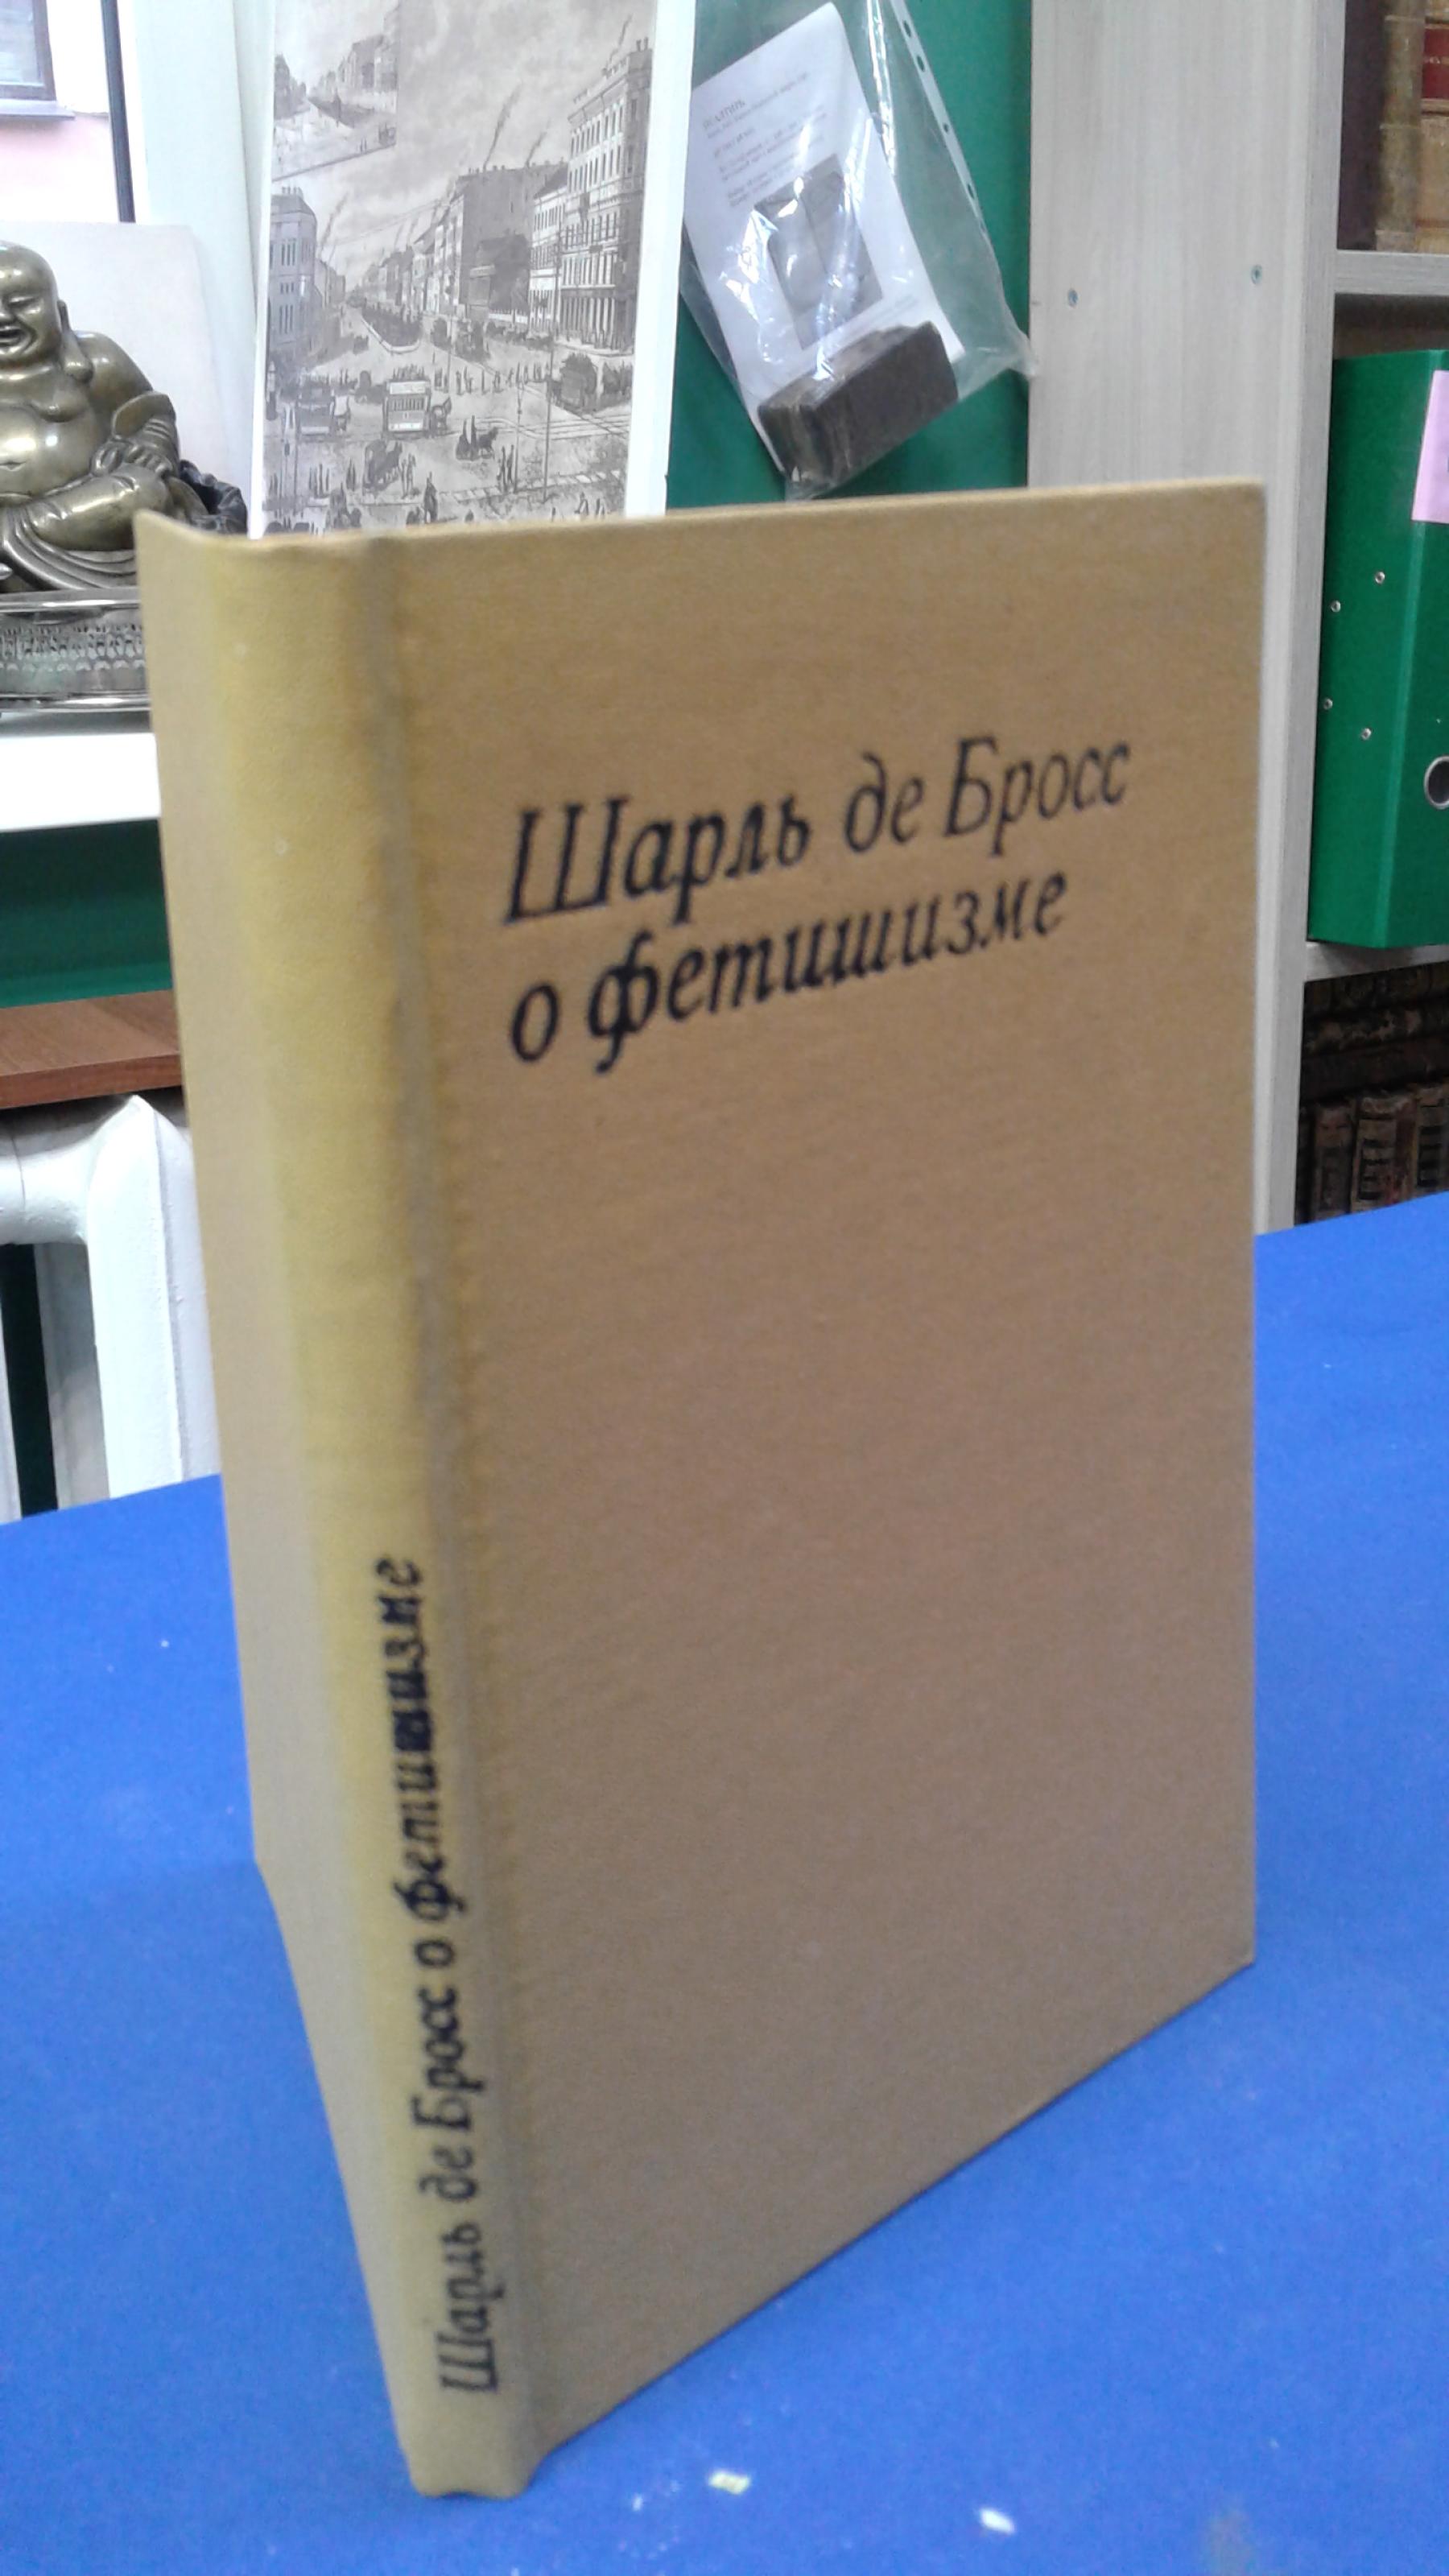 Шарль де Бросс
о фетишизме
Шарль де Бросс о фетишизме